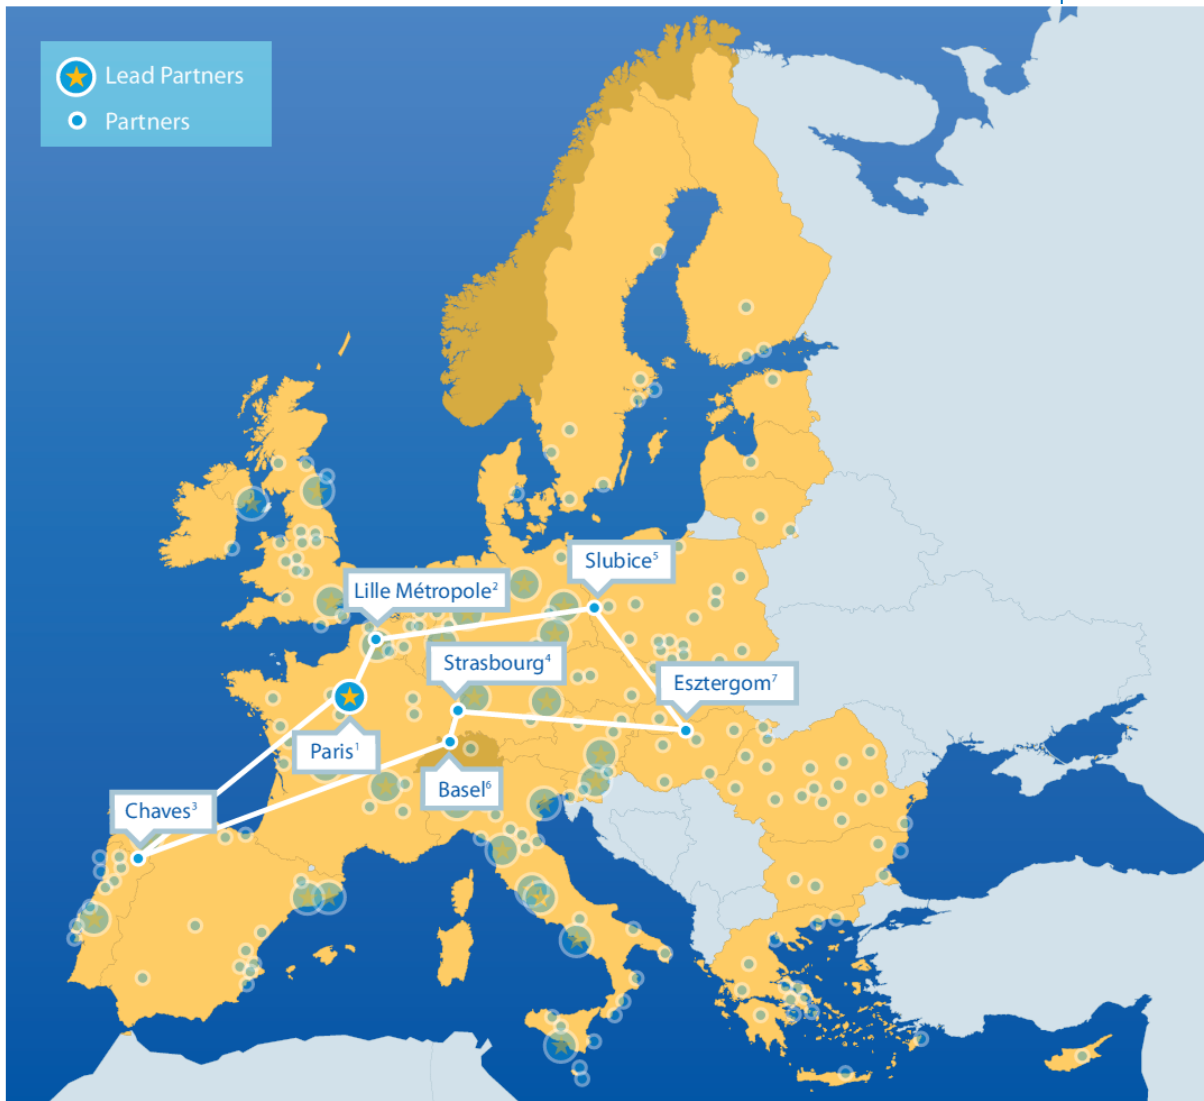 Lead Partners
Partners
Slubice⁵
Lille Métropole²
Strasbourg⁴
Esztergom⁷
Paris¹
Basel⁶
Chaves³